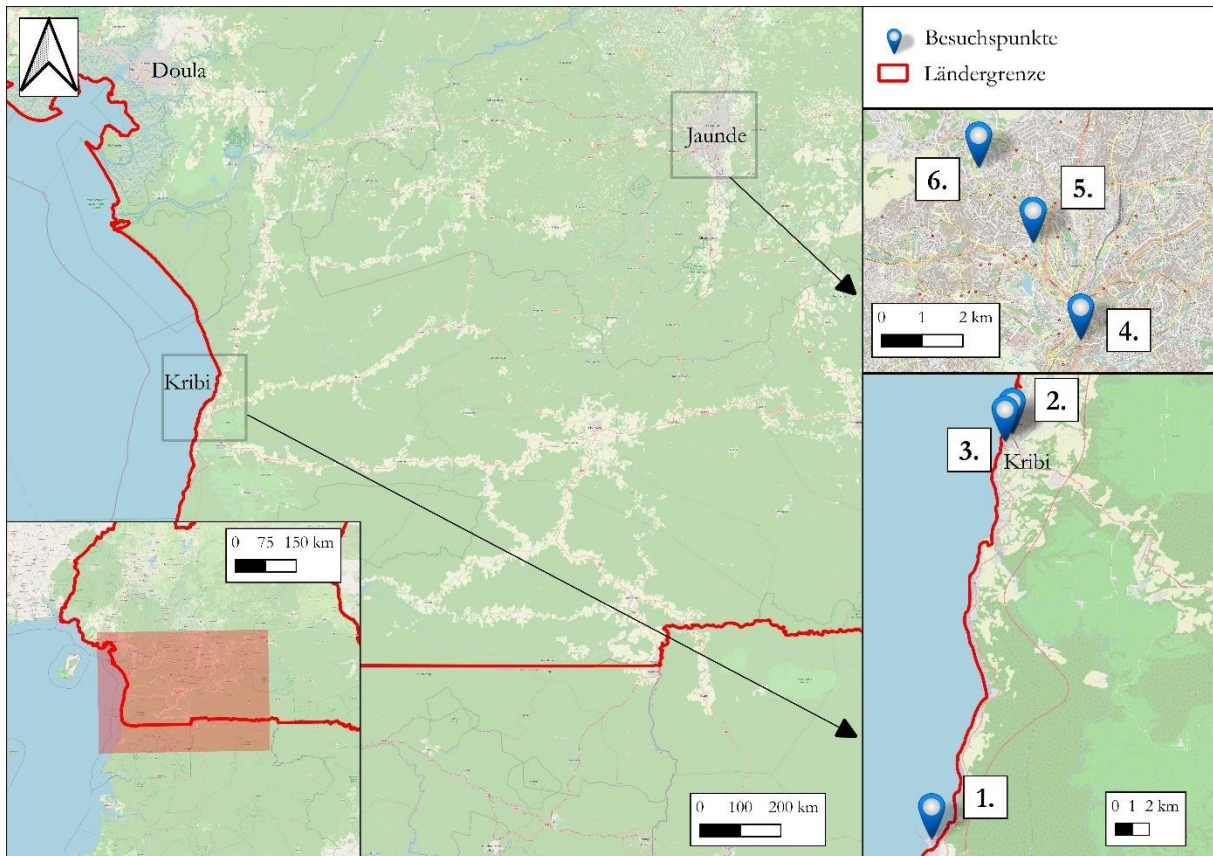 Doula
Jaunde
Kribi
0 75 150 km
0 100 200 km
Besuchspunkte
Ländergrenze
6.
5.
4.
0 1 2 km
2.
3.
Kribi
1.
0 1 2 km